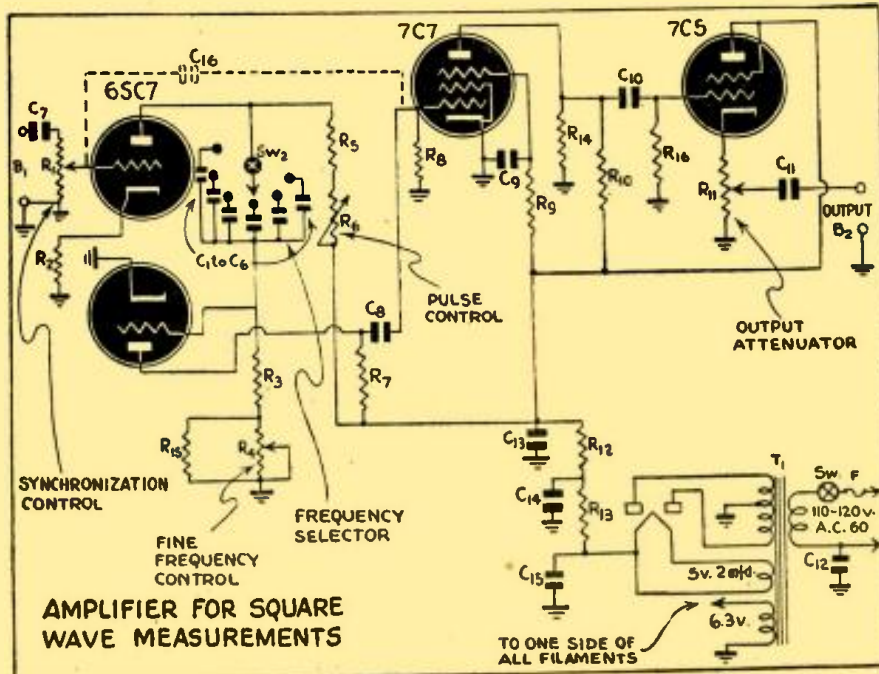 7C7
7C5
C16
6SC7
C7
R1
B1
Sw2
R5
R8
C9
R14
C10
R10
R16
R9
R11
C11
OUTPUT
B2
R2
C1 to C6
R6
C8
PULSE
CONTROL
OUTPUT
ATTENUATOR
R3
R7
R15
R4
C13
R12
SYNCHRONIZATION
CONTROL
C14
R13
T1
Sw. F
110-120v.
A.C. 60
FINE
FREQUENCY
CONTROL
FREQUENCY
SELECTOR
C15
5v. 2
C12
6.3v.
AMPLIFIER FOR SQUARE
WAVE MEASUREMENTS
TO ONE SIDE OF
ALL FILAMENTS